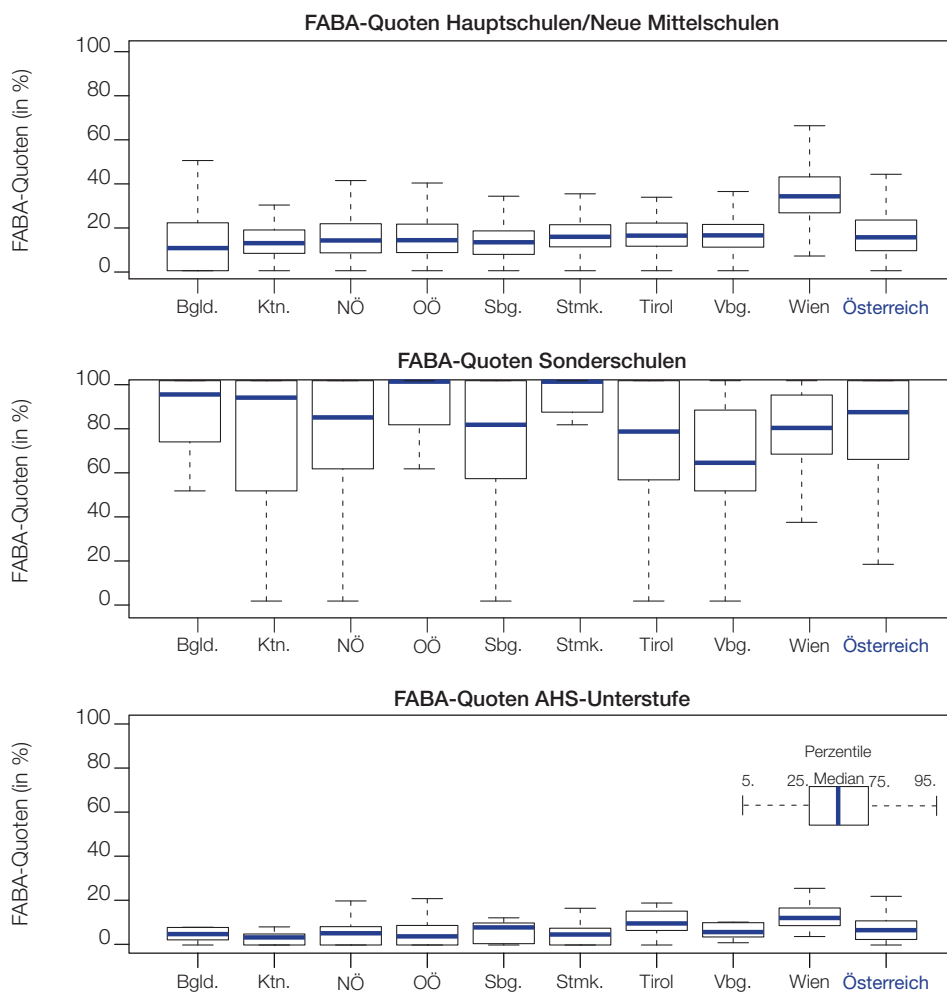 FABA-Quoten Hauptschulen/Neue Mittelschulen
FABA-Quoten (in %)
100
80
60
40
20
0
Bgld. Ktn. NÖ OÖ Sbg. Stmk. Tirol Vbg. Wien Österreich
FABA-Quoten Sonderschulen
FABA-Quoten (in %)
100
80
60
40
20
0
Bgld. Ktn. NÖ OÖ Sbg. Stmk. Tirol Vbg. Wien Österreich
FABA-Quoten AHS-Unterstufe
FABA-Quoten (in %)
100
80
60
40
20
0
Perzentile
5. 25. Median 75. 95.
Bgld. Ktn. NÖ OÖ Sbg. Stmk. Tirol Vbg. Wien Österreich